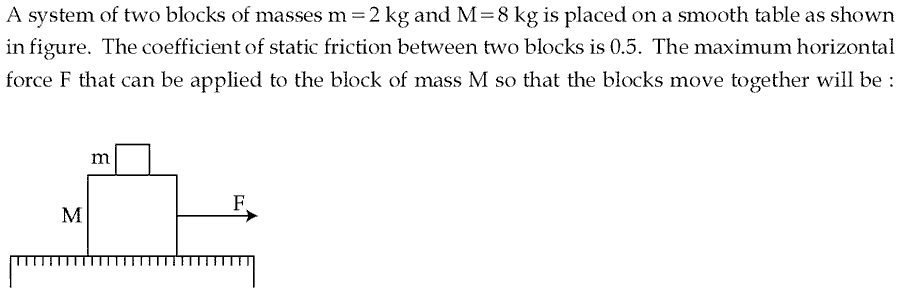 A system of two blocks of masses m = 2 kg and M = 8 kg is placed on a smooth table as shown
in figure. The coefficient of static friction between two blocks is 0.5. The maximum horizontal
force F that can be applied to the block of mass M so that the blocks move together will be :
m
F
M